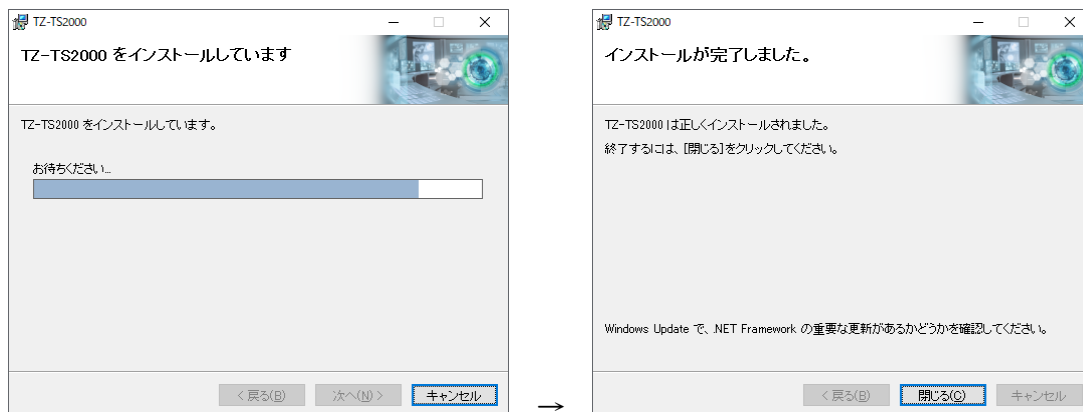 TZ-TS2000
TZ-TS2000 をインストールしています
TZ-TS2000 をインストールしています。
お待ちください...
< 戻る(B)
次へ(N) >
キャンセル
→
TZ-TS2000
インストールが完了しました。
TZ-TS2000 は正しくインストールされました。
終了するには、[閉じる]をクリックしてください。
Windows Update で、.NET Framework の重要な更新があるかどうかを確認してください。
< 戻る(B)
閉じる(C)
キャンセル